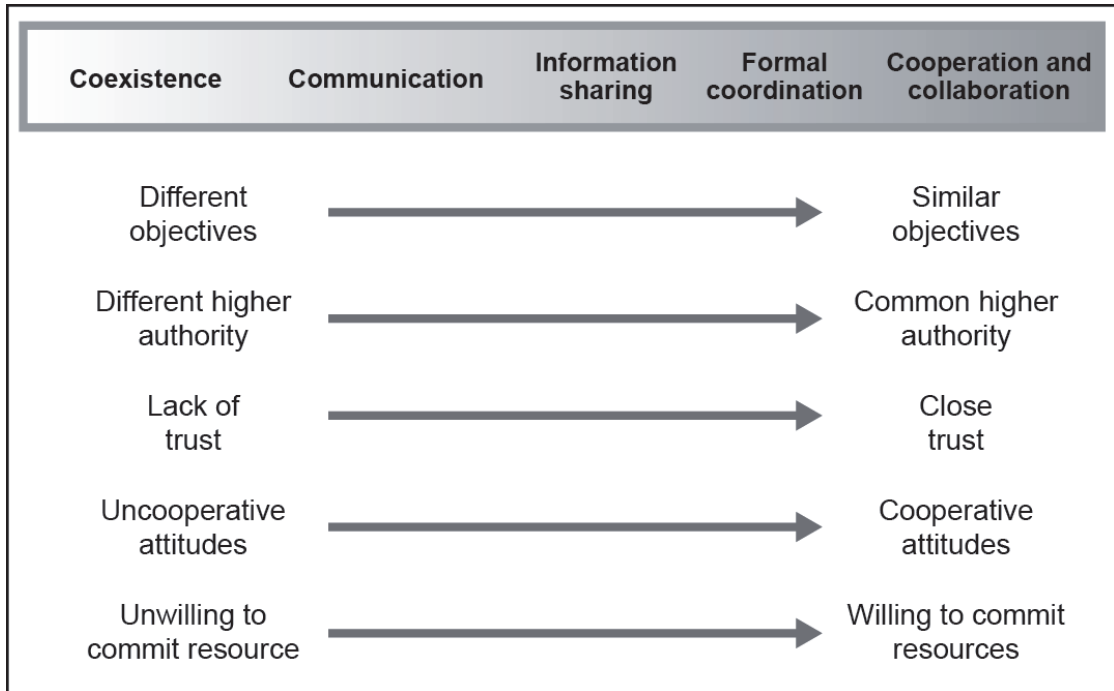 Coexistence
Communication
Information
sharing
Formal
coordination
Cooperation and
collaboration
Different
objectives
Similar
objectives
Different higher
authority
Common higher
authority
Lack of
trust
Close
trust
Uncooperative
attitudes
Cooperative
attitudes
Unwilling to
commit resource
Willing to commit
resources